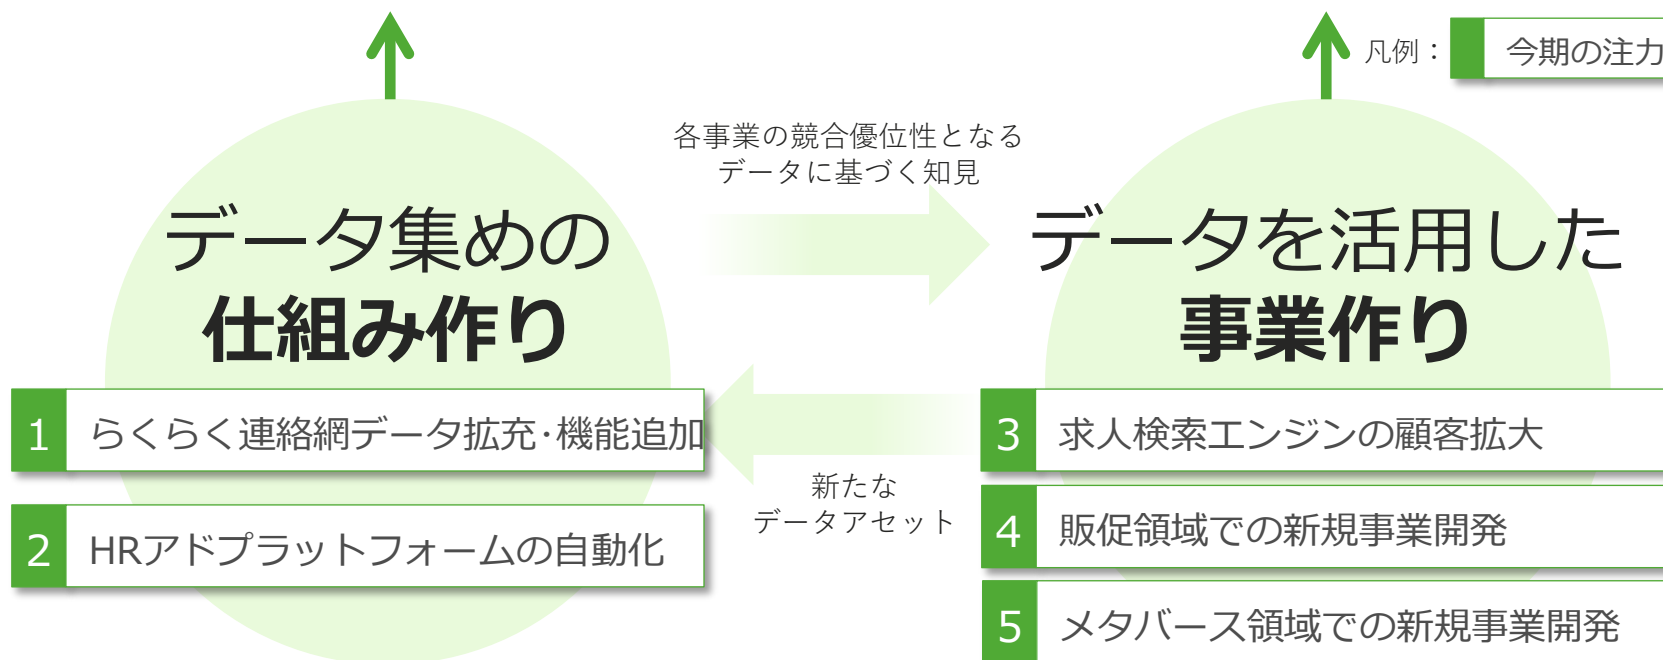 凡例：
今期の注力
各事業の競合優位性となる
データに基づく知見
データ集めの
仕組み作り
データを活用した
事業作り
1 らくらく連絡網データ拡充･機能追加
2 HRアドプラットフォームの自動化
新たな
データアセット
3 求人検索エンジンの顧客拡大
4 販促領域での新規事業開発
5 メタバース領域での新規事業開発